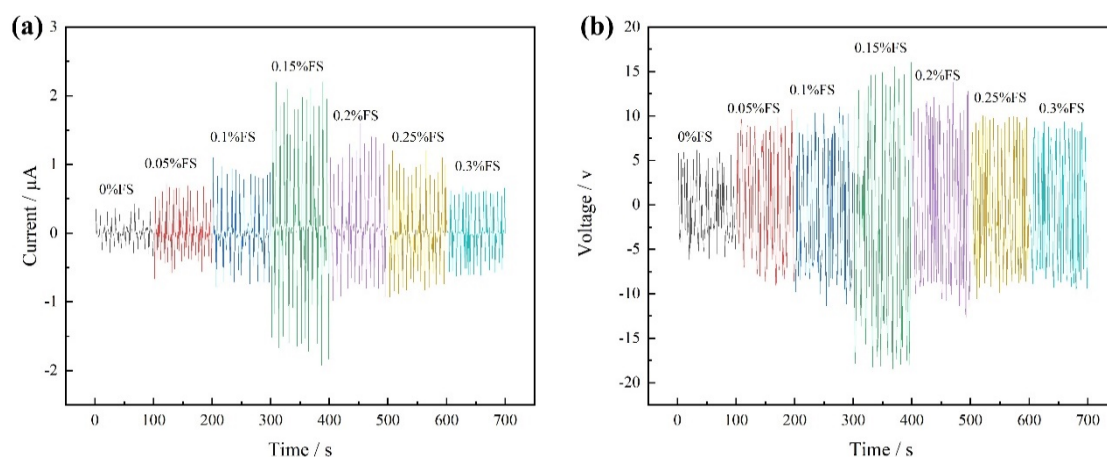 (a)
3
2
1
0
-1
-2
Current / μA
0%FS
0.05%FS
0.1%FS
0.15%FS
0.2%FS
0.25%FS
0.3%FS
0 100 200 300 400 500 600 700
Time / s
(b)
20
15
10
5
0
-5
-10
-15
-20
Voltage / v
0%FS
0.05%FS
0.1%FS
0.15%FS
0.2%FS
0.25%FS
0.3%FS
0 100 200 300 400 500 600 700
Time / s